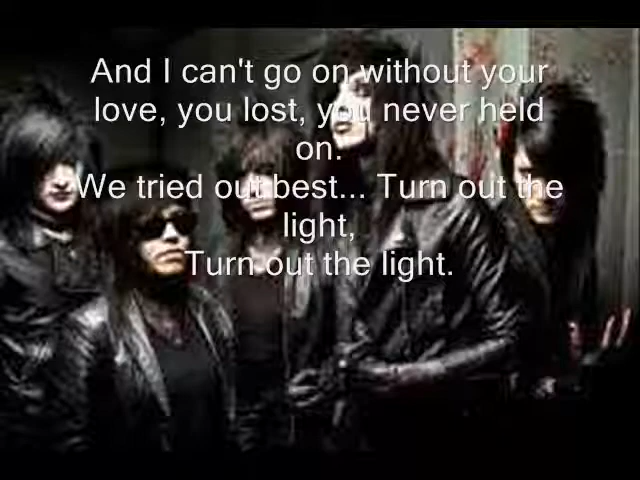 And I can't go on without your
love, you lost, you never held
on.
We tried out best... Turn out the
light,
Turn out the light.